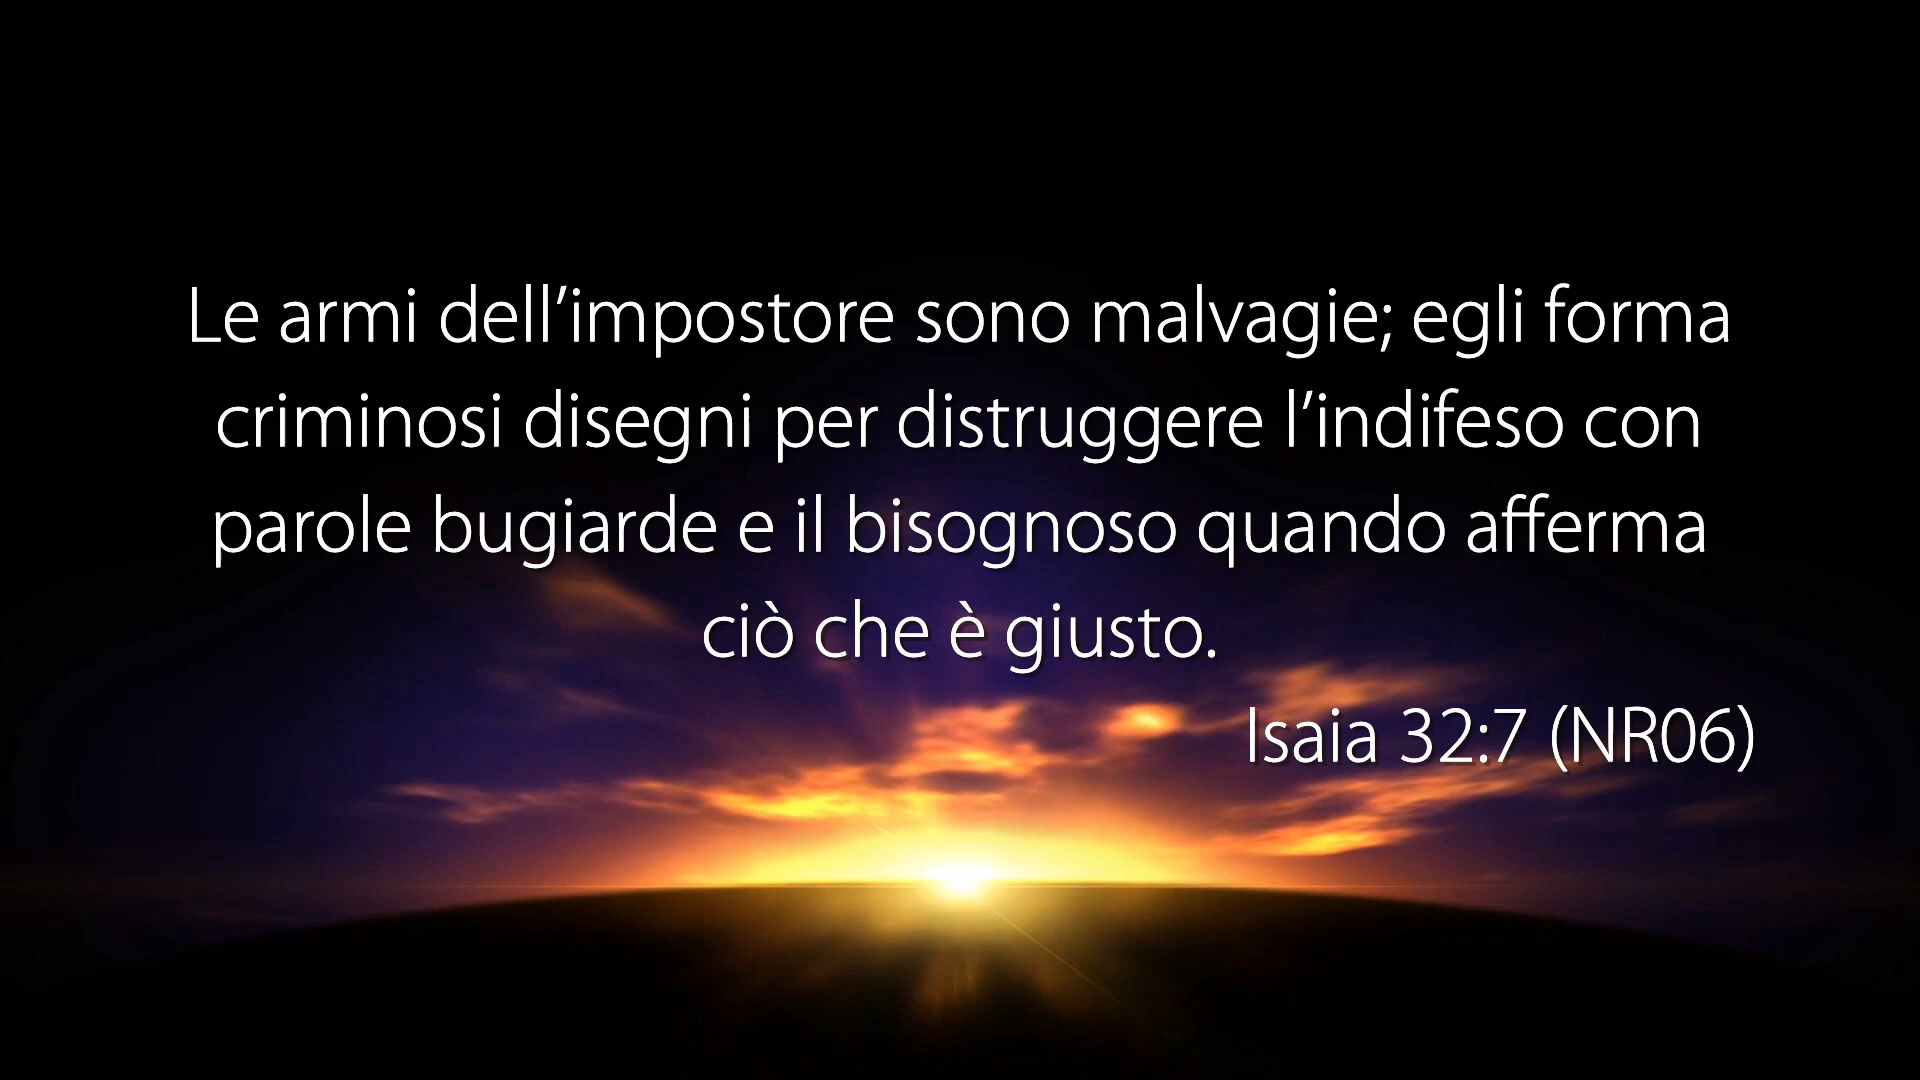 Le armi dell’impostore sono malvagie; egli forma
criminosi disegni per distruggere l’indifeso con
parole bugiarde e il bisognoso quando afferma
ciò che è giusto.
Isaia 32:7 (NR06)